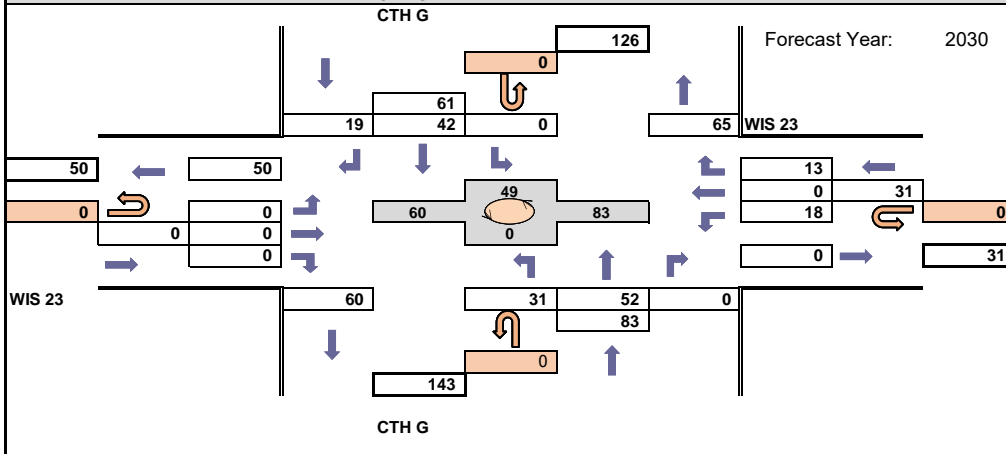 CTH G
126
Forecast Year: 2030
0
61
19 42 0 65 WIS 23
50 50 13
49
0 31
0 0 60 83 18 0
0 0 0
0 0 31
WIS 23 60 31 52 0
83
0
143
CTH G